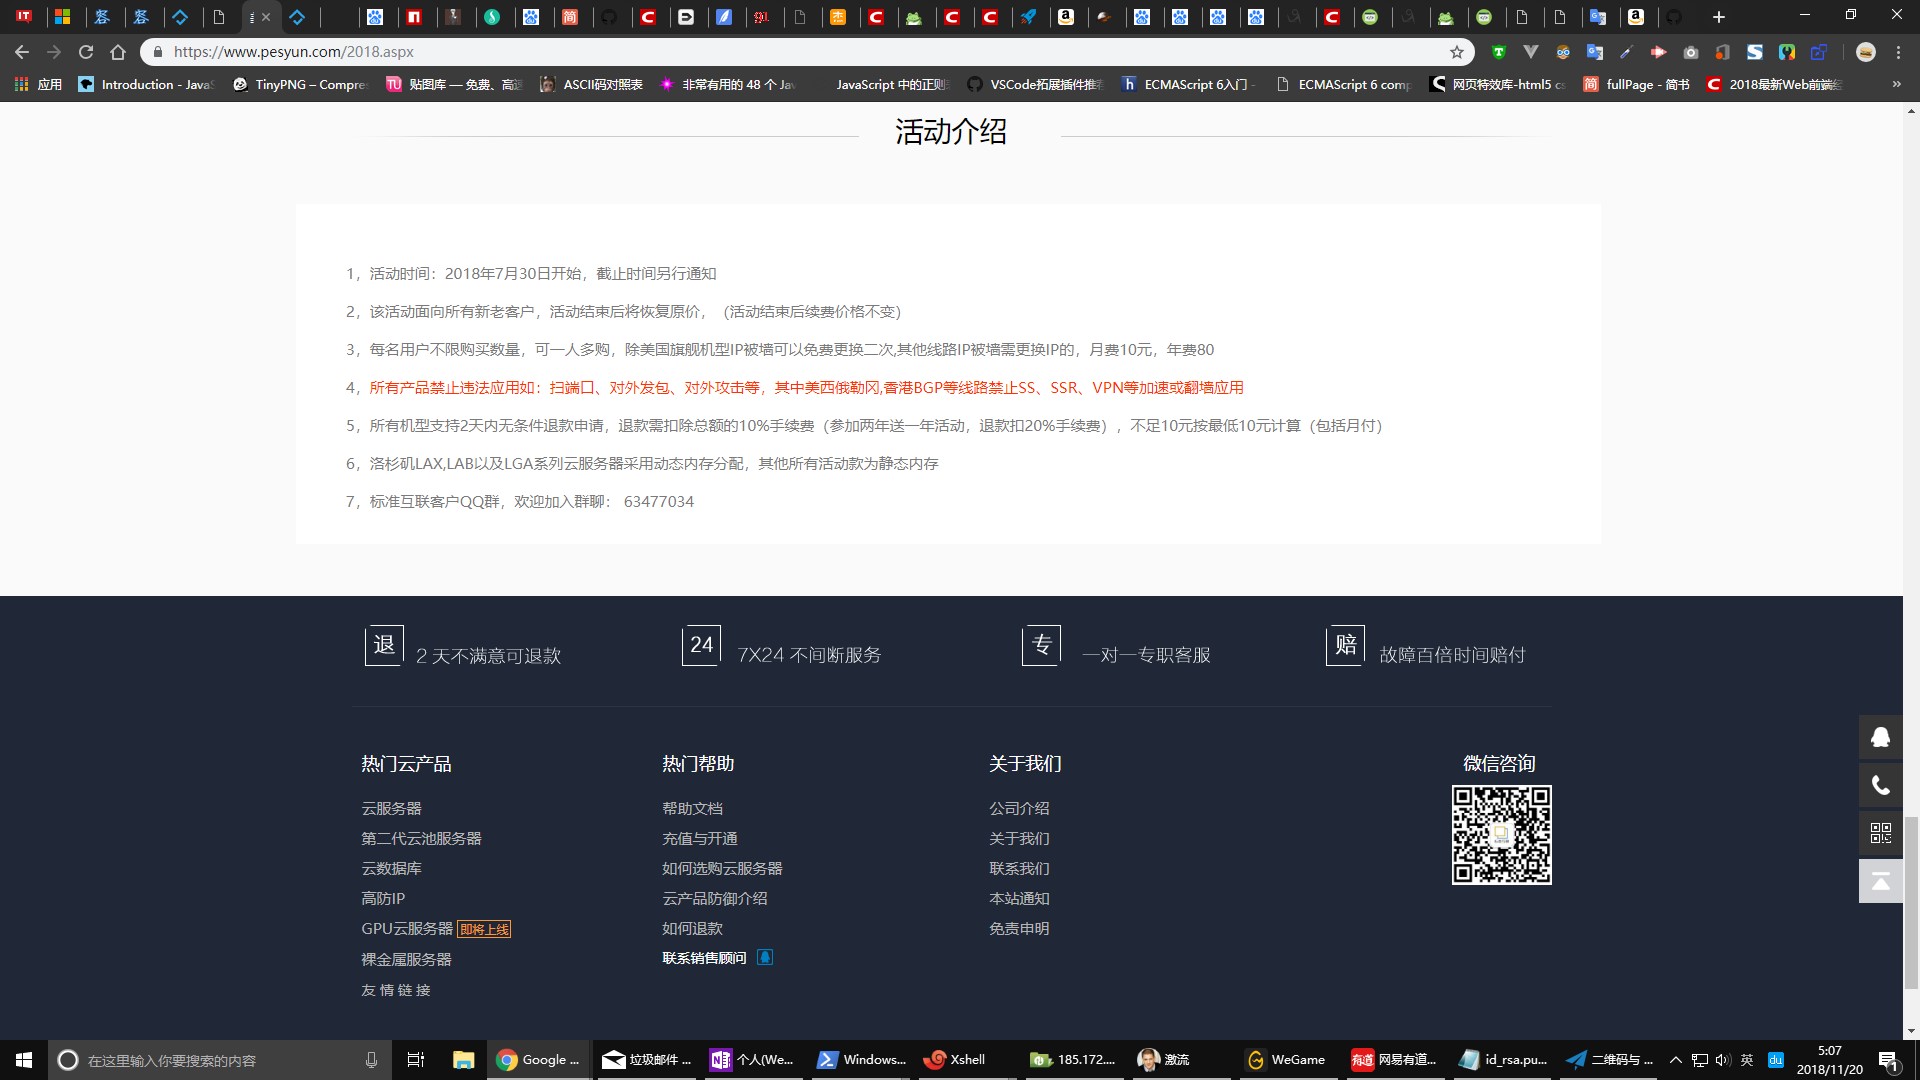 https://www.pesyun.com/2018.aspx
应用
Introduction - Java
TinyPNG – Compre
贴图库 — 免费、高速
ASCII码对照表
非常有用的 48 个 Ja
JavaScript 中的正则
VSCode拓展插件推
ECMAScript 6入门 -
ECMAScript 6 comp
网页特效库-html5 c
fullPage - 简书
2018最新Web前端经
»
活动介绍
1，活动时间：2018年7月30日开始，截止时间另行通知
2，该活动面向所有新老客户，活动结束后将恢复原价，（活动结束后续费价格不变）
3，每名用户不限购买数量，可一人多购，除美国旗舰机型IP被墙可以免费更换二次,其他线路IP被墙需更换IP的，月费10元，年费80
4，所有产品禁止违法应用如：扫端口、对外发包、对外攻击等，其中美西俄勒冈,香港BGP等线路禁止SS、SSR、VPN等加速或翻墙应用
5，所有机型支持2天内无条件退款申请，退款需扣除总额的10%手续费（参加两年送一年活动，退款扣20%手续费），不足10元按最低10元计算（包括月付）
6，洛杉矶LAX,LAB以及LGA系列云服务器采用动态内存分配，其他所有活动款为静态内存
7，标准互联客户QQ群，欢迎加入群聊： 63477034
退 2 天不满意可退款
24 7X24 不间断服务
专 一对一专职客服
赔 故障百倍时间赔付
热门云产品
云服务器
第二代云池服务器
云数据库
高防IP
GPU云服务器 即将上线
裸金属服务器
友 情 链 接
热门帮助
帮助文档
充值与开通
如何选购云服务器
云产品防御介绍
如何退款
联系销售顾问
关于我们
公司介绍
关于我们
联系我们
本站通知
免责申明
微信咨询
在这里输入你要搜索的内容
Google ...
垃圾邮件 ...
个人(We...
Windows...
Xshell
185.172....
激流
WeGame
网易有道...
id_rsa.pu...
二维码与 ...
英
du
5:07
2018/11/20
1